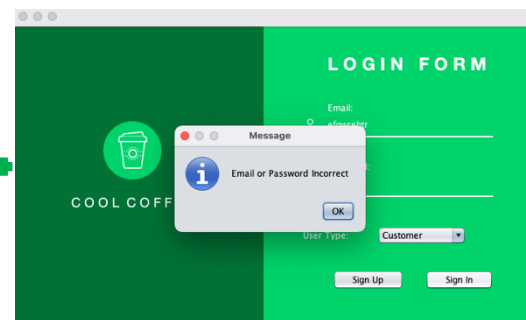 LOGIN FORM
Email:
Message
Email or Password Incorrect
COOL COFF
OK
User Type:
Customer
Sign Up
Sign In